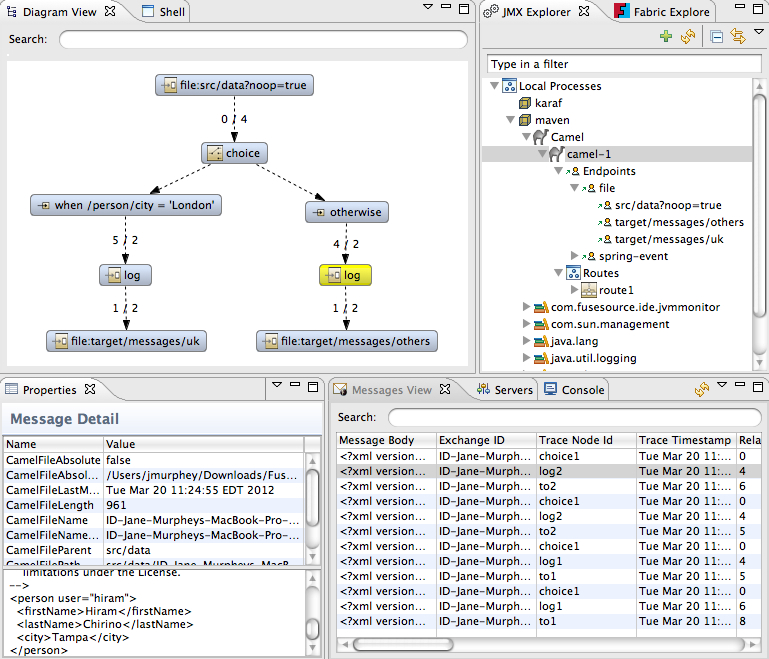 Diagram View
Shell
Search:
file:src/data?noop=true
0 / 4
choice
when /person/city = 'London'
otherwise
5 / 2
4 / 2
log
log
1 / 2
1 / 2
file:target/messages/uk
file:target/messages/others
JMX Explorer
Fabric Explore
Type in a filter
Local Processes
karaf
maven
Camel
camel-1
Endpoints
file
src/data?noop=true
target/messages/others
target/messages/uk
spring-event
Routes
route1
com.fusesource.ide.jvmmonitor
com.sun.management
java.lang
java.util.logging
Properties
Message Detail
Name Value
CamelFileAbsolute false
CamelFileAbsol... /Users/jmurphey/Downloads/Fus...
CamelFileLastM... Tue Mar 20 11:24:55 EDT 2012
CamelFileLength 961
CamelFileName ID-Jane-Murpheys-MacBook-Pro-...
CamelFileName... ID-Jane-Murpheys-MacBook-Pro-...
CamelFileParent src/data
CamelFilePath src/data/ID-Jane-Murpheys-MacB...
limitations under the License.
-->
<person user="hiram">
<firstName>Hiram</firstName>
<lastName>Chirino</lastName>
<city>Tampa</city>
</person>
Messages View
Servers
Console
Search:
Message Body Exchange ID Trace Node Id Trace Timestamp Rela
<?xml version... ID-Jane-Murph... choice1 Tue Mar 20 11:... 0
<?xml version... ID-Jane-Murph... log2 Tue Mar 20 11:... 4
<?xml version... ID-Jane-Murph... to2 Tue Mar 20 11:... 6
<?xml version... ID-Jane-Murph... choice1 Tue Mar 20 11:... 0
<?xml version... ID-Jane-Murph... log2 Tue Mar 20 11:... 4
<?xml version... ID-Jane-Murph... to2 Tue Mar 20 11:... 5
<?xml version... ID-Jane-Murph... choice1 Tue Mar 20 11:... 0
<?xml version... ID-Jane-Murph... log1 Tue Mar 20 11:... 4
<?xml version... ID-Jane-Murph... to1 Tue Mar 20 11:... 5
<?xml version... ID-Jane-Murph... choice1 Tue Mar 20 11:... 0
<?xml version... ID-Jane-Murph... log1 Tue Mar 20 11:... 6
<?xml version... ID-Jane-Murph... to1 Tue Mar 20 11:... 8